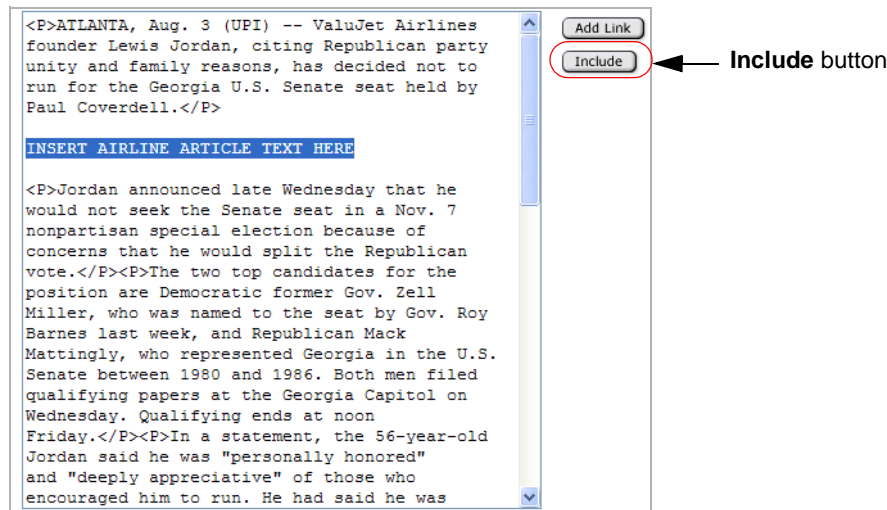 <P>ATLANTA, Aug. 3 (UPI) -- ValuJet Airlines
founder Lewis Jordan, citing Republican party
unity and family reasons, has decided not to
run for the Georgia U.S. Senate seat held by
Paul Coverdell.</P>
INSERT AIRLINE ARTICLE TEXT HERE
<P>Jordan announced late Wednesday that he
would not seek the Senate seat in a Nov. 7
nonpartisan special election because of
concerns that he would split the Republican
vote.</P><P>The two top candidates for the
position are Democratic former Gov. Zell
Miller, who was named to the seat by Gov. Roy
Barnes last week, and Republican Mack
Mattingly, who represented Georgia in the U.S.
Senate between 1980 and 1986. Both men filed
qualifying papers at the Georgia Capitol on
Wednesday. Qualifying ends at noon
Friday.</P><P>In a statement, the 56-year-old
Jordan said he was "personally honored"
and "deeply appreciative" of those who
encouraged him to run. He had said he was
Add Link
Include
Include button